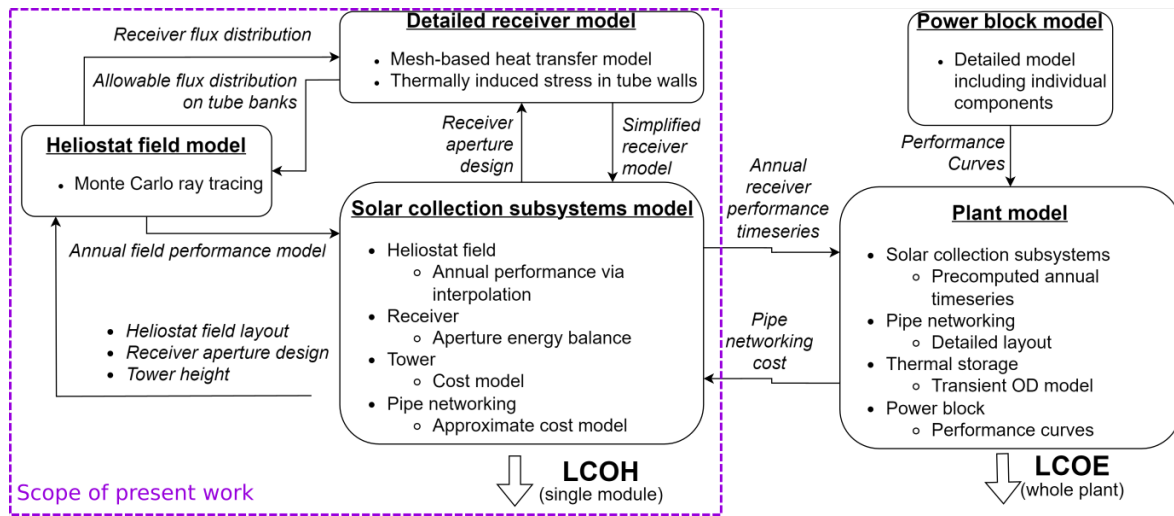 Receiver flux distribution
Allowable flux distribution
on tube banks
Detailed receiver model
• Mesh-based heat transfer model
• Thermally induced stress in tube walls
Power block model
• Detailed model
including individual
components
Heliostat field model
• Monte Carlo ray tracing
Receiver
aperture
design
Simplified
receiver
model
Performance
Curves
Annual field performance model
Annual
receiver
performance
timeseries
Solar collection subsystems model
• Heliostat field
○ Annual performance via
interpolation
• Receiver
○ Aperture energy balance
• Tower
○ Cost model
• Pipe networking
○ Approximate cost model
Plant model
• Solar collection subsystems
○ Precomputed annual
timeseries
• Pipe networking
○ Detailed layout
• Thermal storage
○ Transient OD model
• Power block
○ Performance curves
• Heliostat field layout
• Receiver aperture design
• Tower height
Pipe
networking
cost
Scope of present work
LCOH
(single module)
LCOE
(whole plant)